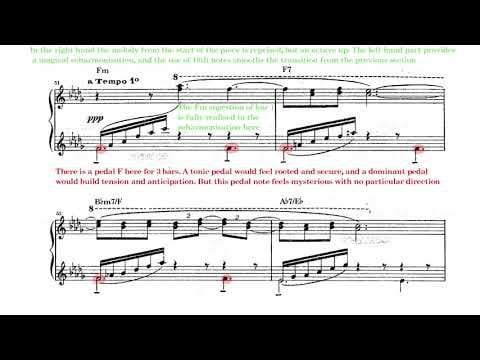 In the right hand the melody from the start of the piece is reprised, but an octave up. The left hand part provides
a magical reharmonisation, and the use of 16th notes smooths the transition from the previous section
51
Fm
F7
a Tempo 1º
8
The Fm suggestion of bar 1
is fully realised in the
reharmonisation here
ppp
There is a pedal F here for 3 bars. A tonic pedal would feel rooted and secure, and a dominant pedal
would build tension and anticipation. But this pedal note feels mysterious with no particular direction
B♭m7/F
A♭7/E♭
8
2
2